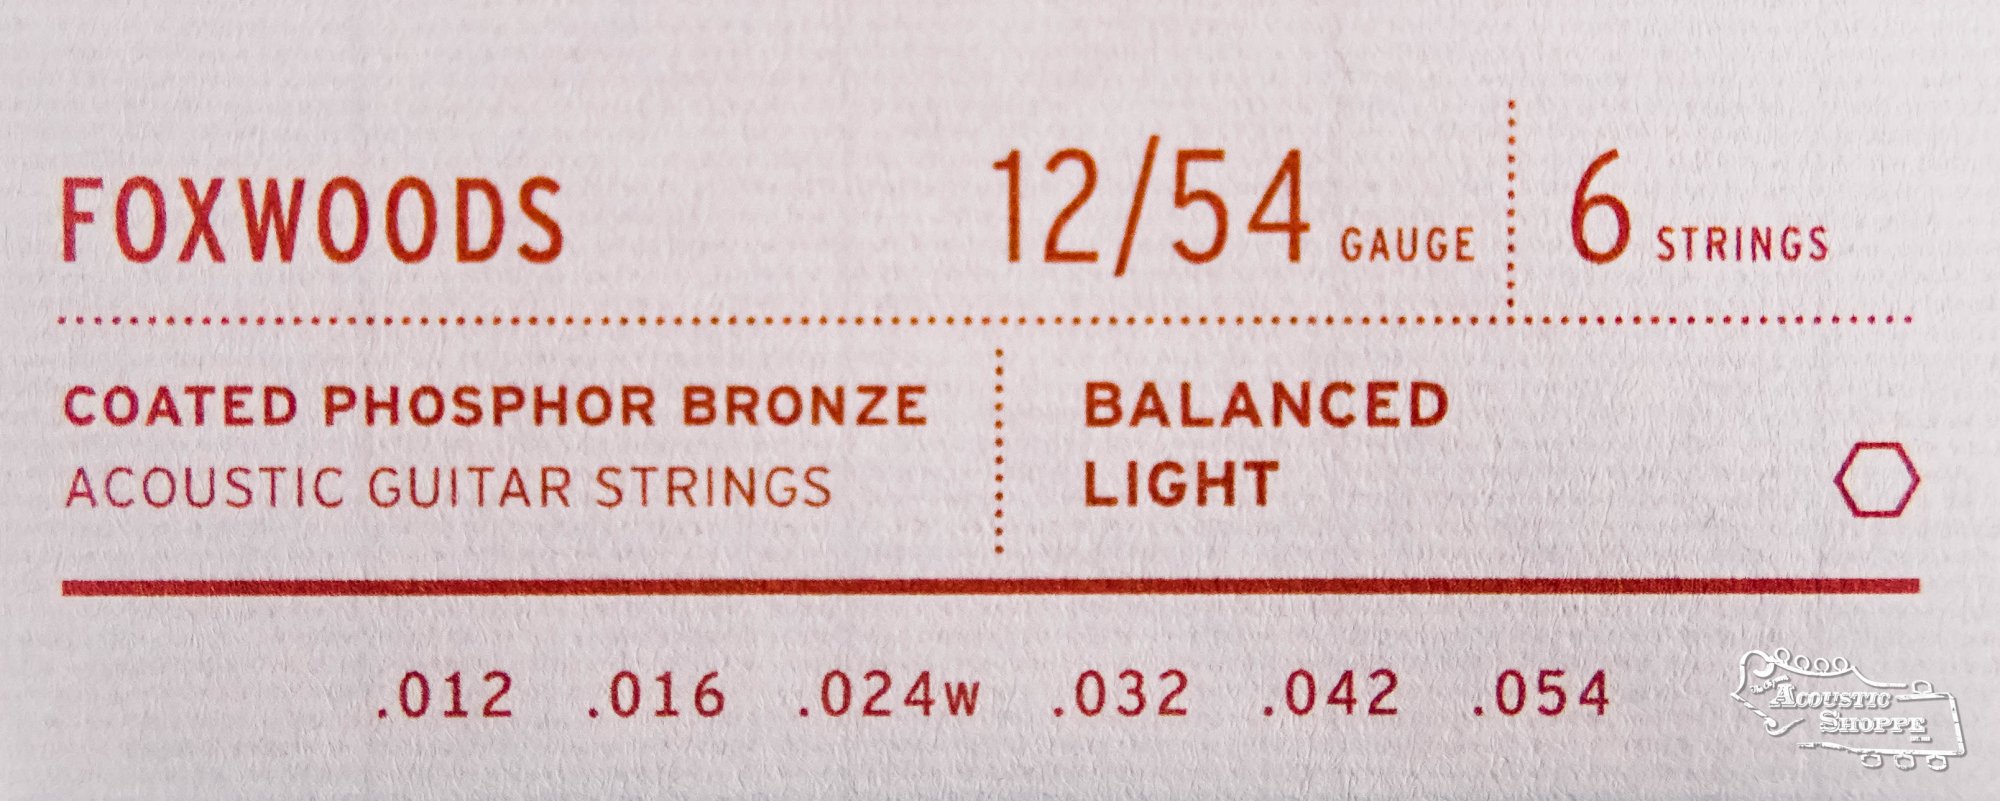 FOXWOODS 12/54 GAUGE 6 STRINGS
COATED PHOSPHOR BRONZE
ACOUSTIC GUITAR STRINGS
BALANCED
LIGHT
.012 .016 .024w .032 .042 .054
ACOUSTIC
SHOPPE